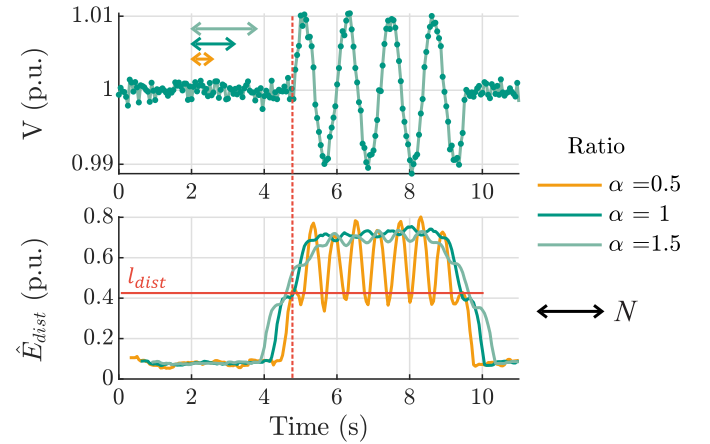 1.01
1
0.99
V (p.u.)
0 2 4 6 8 10
0.8
0.6
0.4
0.2
0
Ê_dist (p.u.)
l_dist
0 2 4 6 8 10
Time (s)
Ratio
α =0.5
α = 1
α =1.5
N